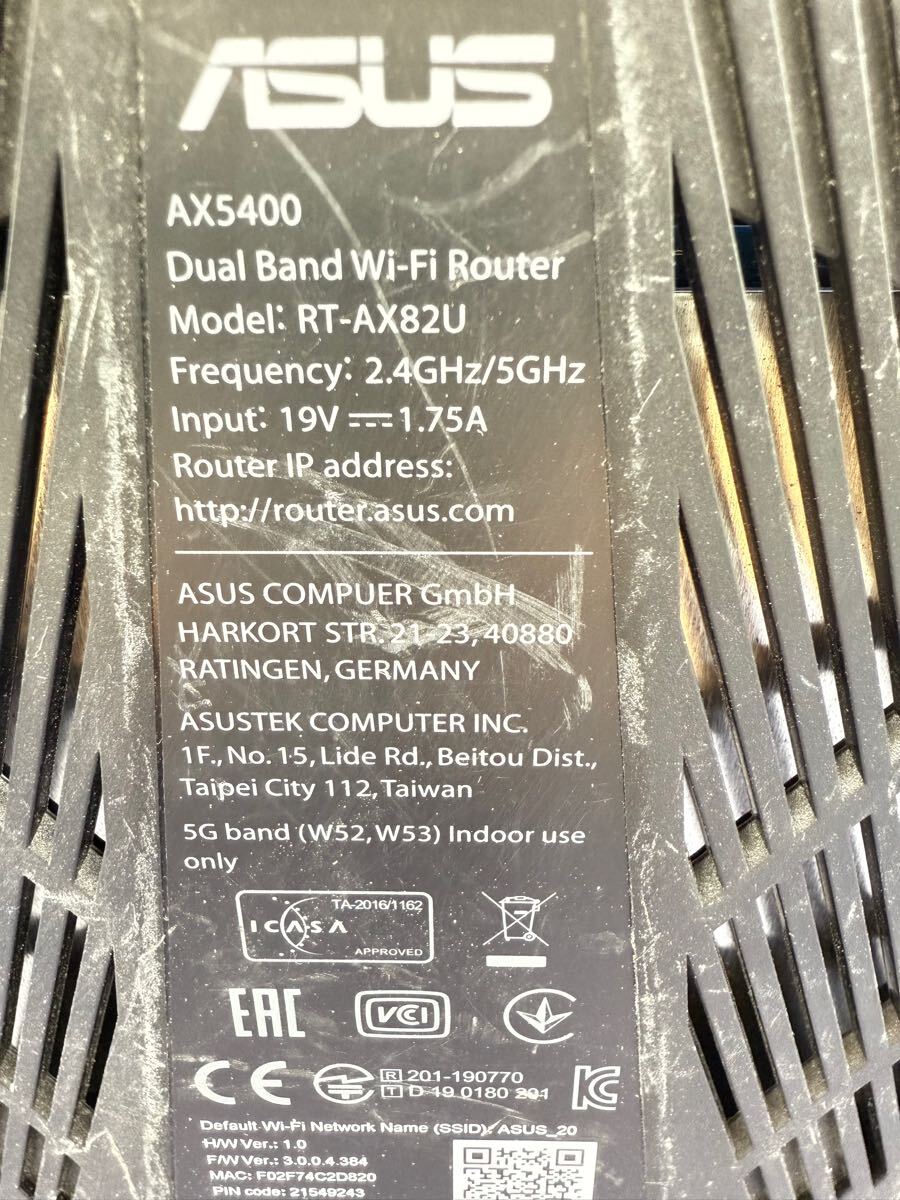 ASUS
AX5400
Dual Band Wi-Fi Router
Model: RT-AX82U
Frequency: 2.4GHz/5GHz
Input: 19V ⎓ 1.75A
Router IP address:
http://router.asus.com
ASUS COMPUER GmbH
HARKORT STR. 21-23, 40880
RATINGEN, GERMANY
ASUSTEK COMPUTER INC.
1F., No. 15, Lide Rd., Beitou Dist.,
Taipei City 112, Taiwan
5G band (W52, W53) Indoor use
only
TA-2016/1162
ICASA
APPROVED
EAC VCI
CE R 201-190770
T D 19 0180 201
KC
Default Wi-Fi Network Name (SSID): ASUS_20
H/W Ver.: 1.0
F/W Ver.: 3.0.0.4.384
MAC: F02F74C2D820
PIN code: 21549243